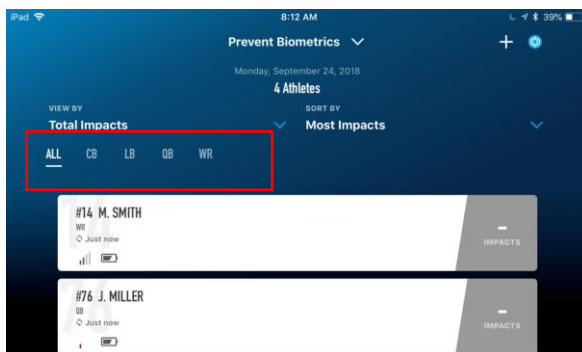 iPad 8:12 AM 39%
Prevent Biometrics
Monday, September 24, 2018
4 Athletes
VIEW BY SORT BY
Total Impacts Most Impacts
ALL CB LB QB WR
14
#14 M. SMITH
WR
Just now
-
IMPACTS
76
#76 J. MILLER
QB
Just now
-
IMPACTS